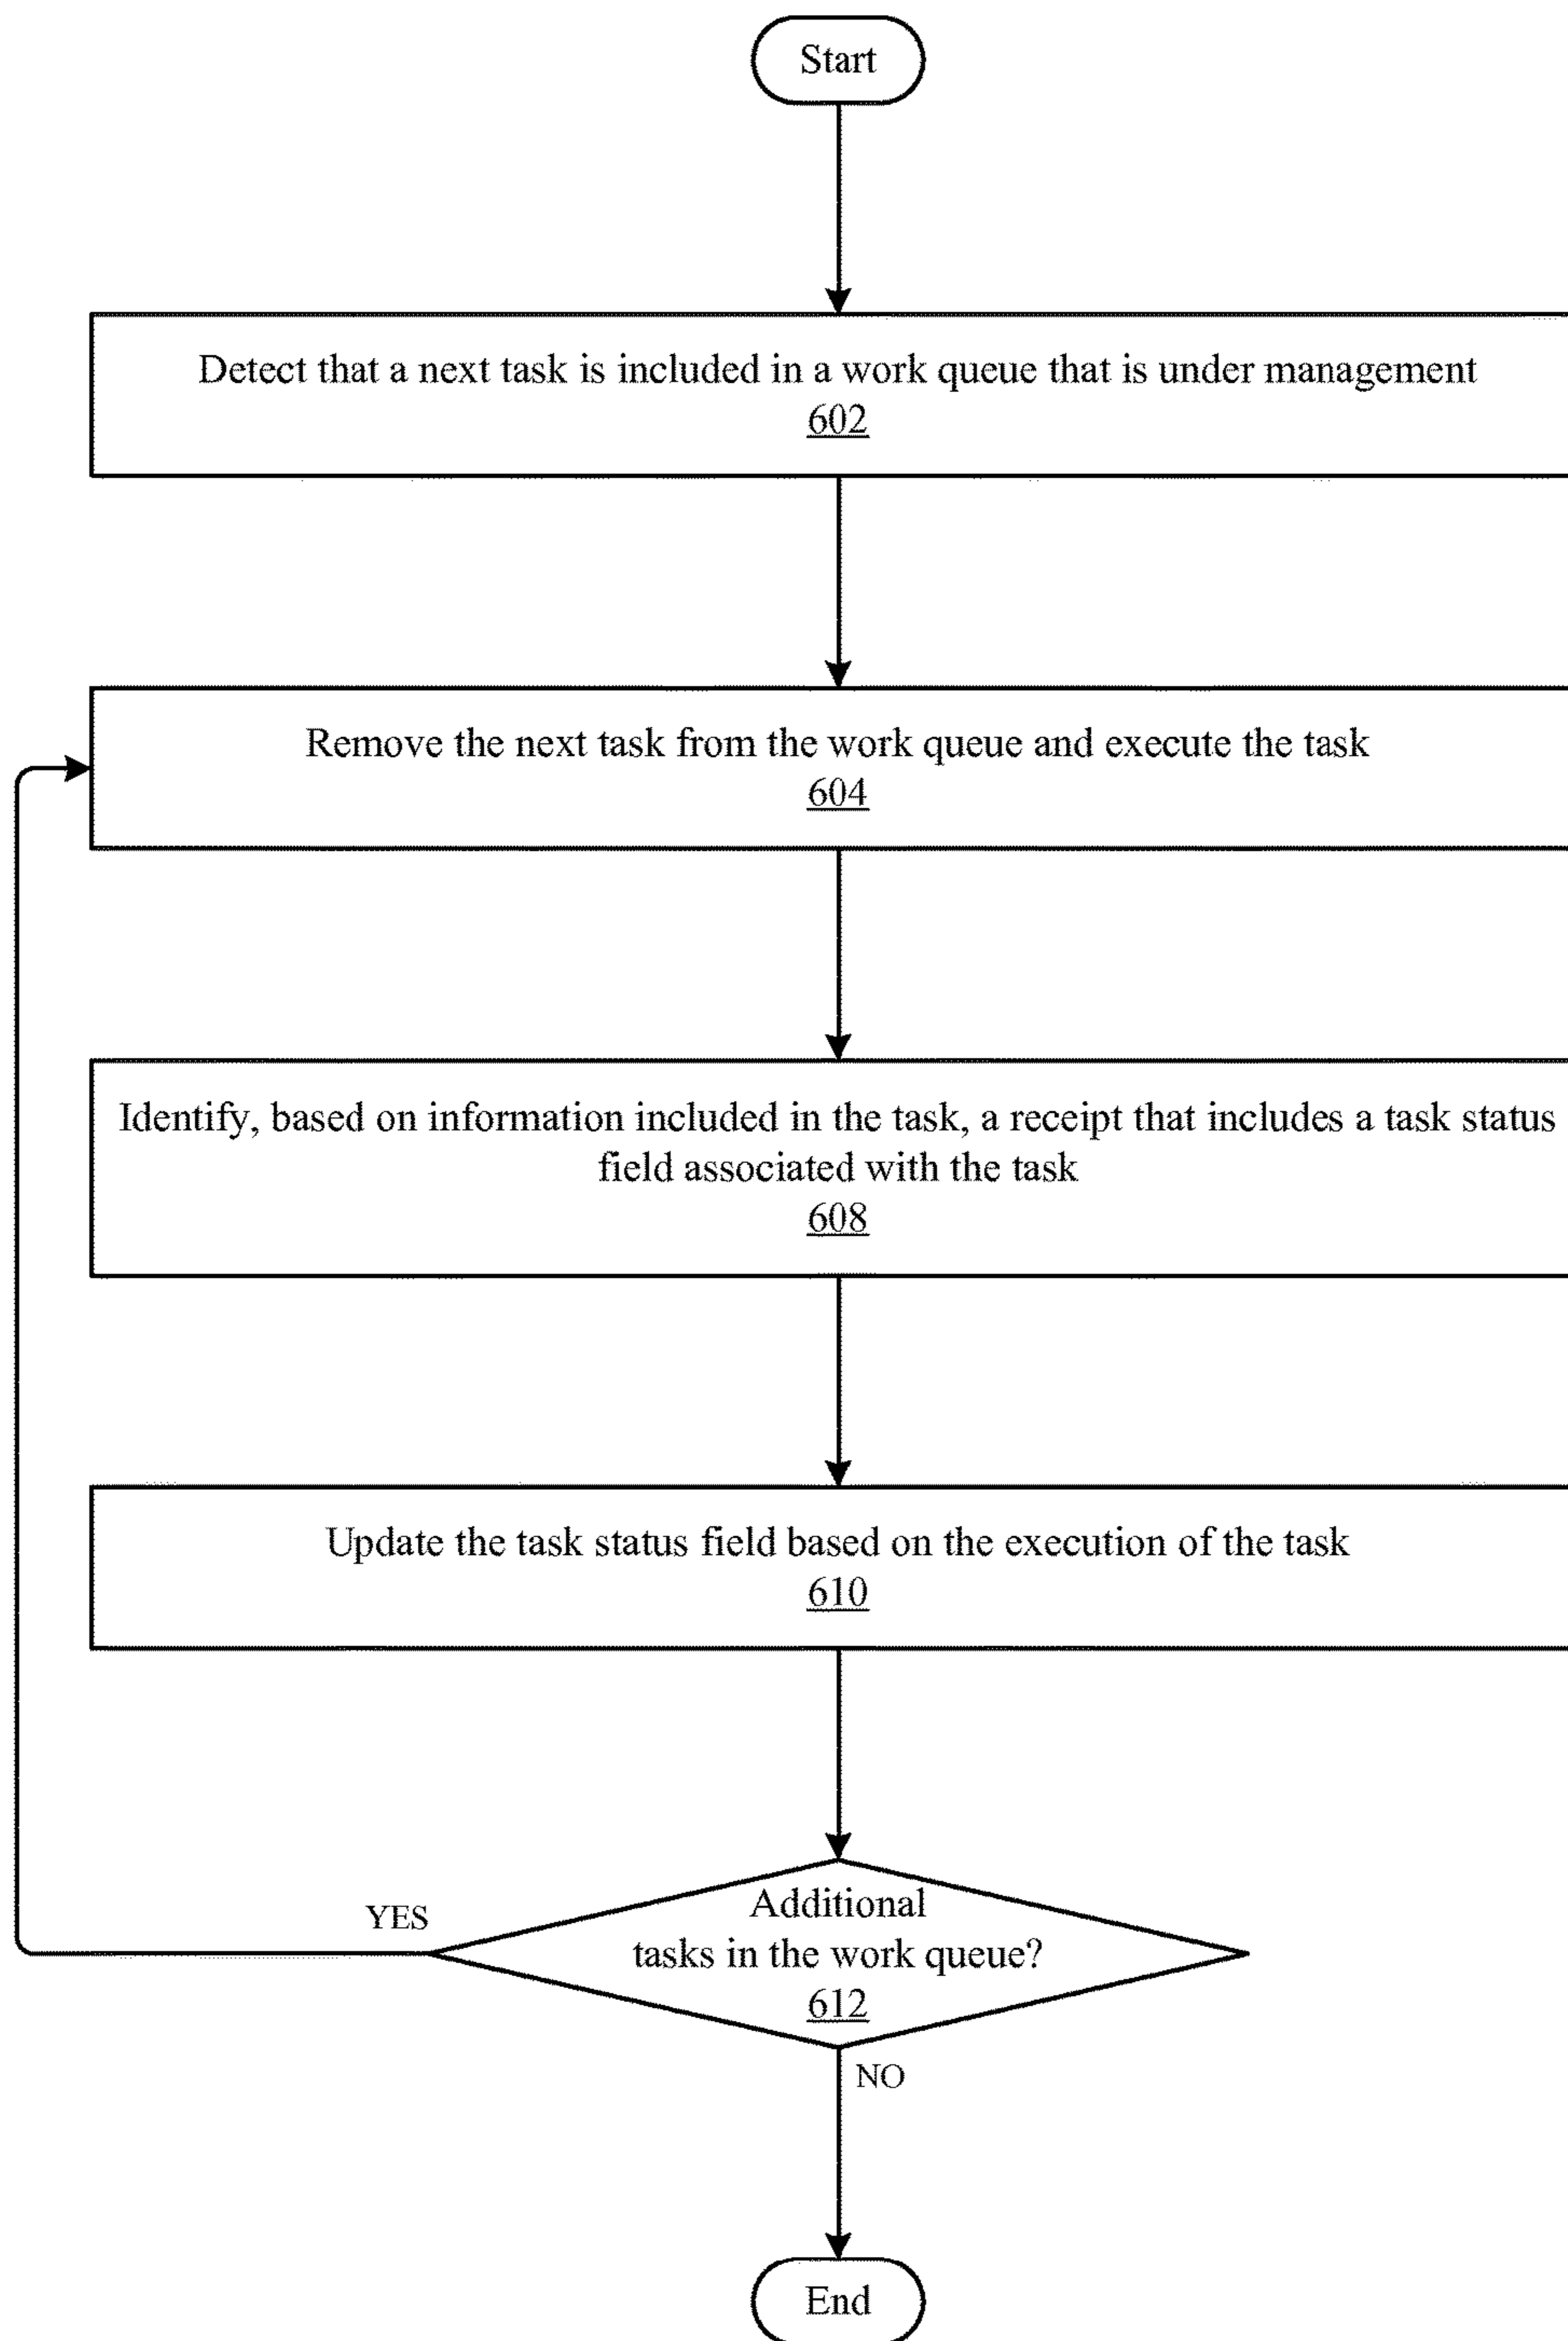 Start
Detect that a next task is included in a work queue that is under management
602
Remove the next task from the work queue and execute the task
604
Identify, based on information included in the task, a receipt that includes a task status
field associated with the task
608
Update the task status field based on the execution of the task
610
YES
Additional
tasks in the work queue?
612
NO
End